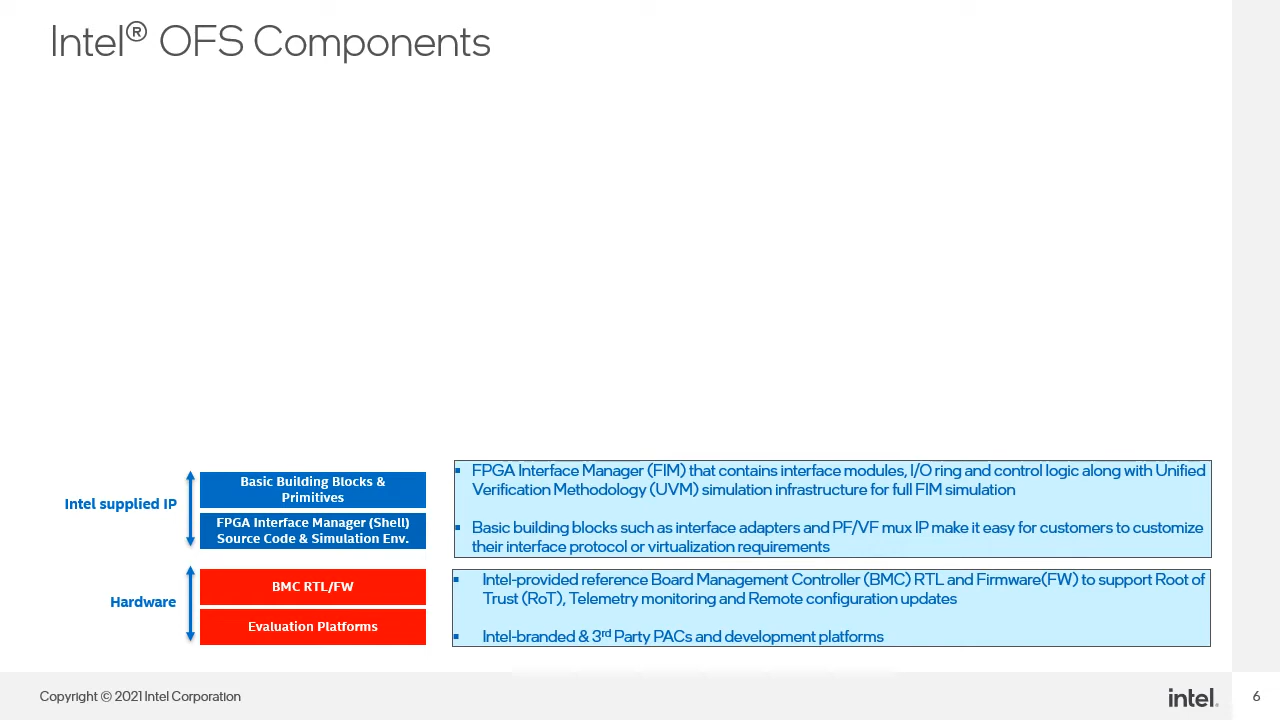 Intel® OFS Components
Intel supplied IP
Basic Building Blocks &
Primitives
FPGA Interface Manager (Shell)
Source Code & Simulation Env.
▪ FPGA Interface Manager (FIM) that contains interface modules, I/O ring and control logic along with Unified
Verification Methodology (UVM) simulation infrastructure for full FIM simulation
▪ Basic building blocks such as interface adapters and PF/VF mux IP make it easy for customers to customize
their interface protocol or virtualization requirements
Hardware
BMC RTL/FW
Evaluation Platforms
▪ Intel-provided reference Board Management Controller (BMC) RTL and Firmware(FW) to support Root of
Trust (RoT), Telemetry monitoring and Remote configuration updates
▪ Intel-branded & 3rd Party PACs and development platforms
Copyright © 2021 Intel Corporation
intel.
6